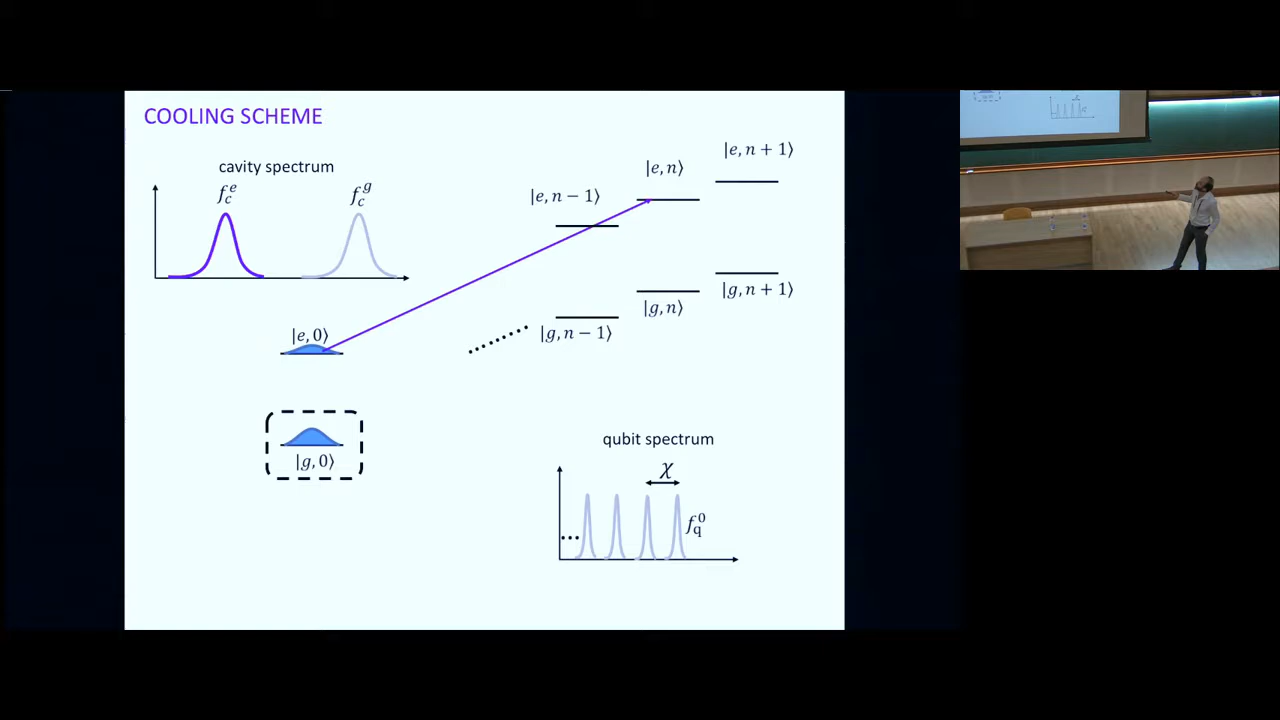 COOLING SCHEME
cavity spectrum
f_c^e
f_c^g
|e, n − 1⟩
|e, n⟩
|e, n + 1⟩
|e, 0⟩
|g, n − 1⟩
|g, n⟩
|g, n + 1⟩
|g, 0⟩
qubit spectrum
χ
f_q^0